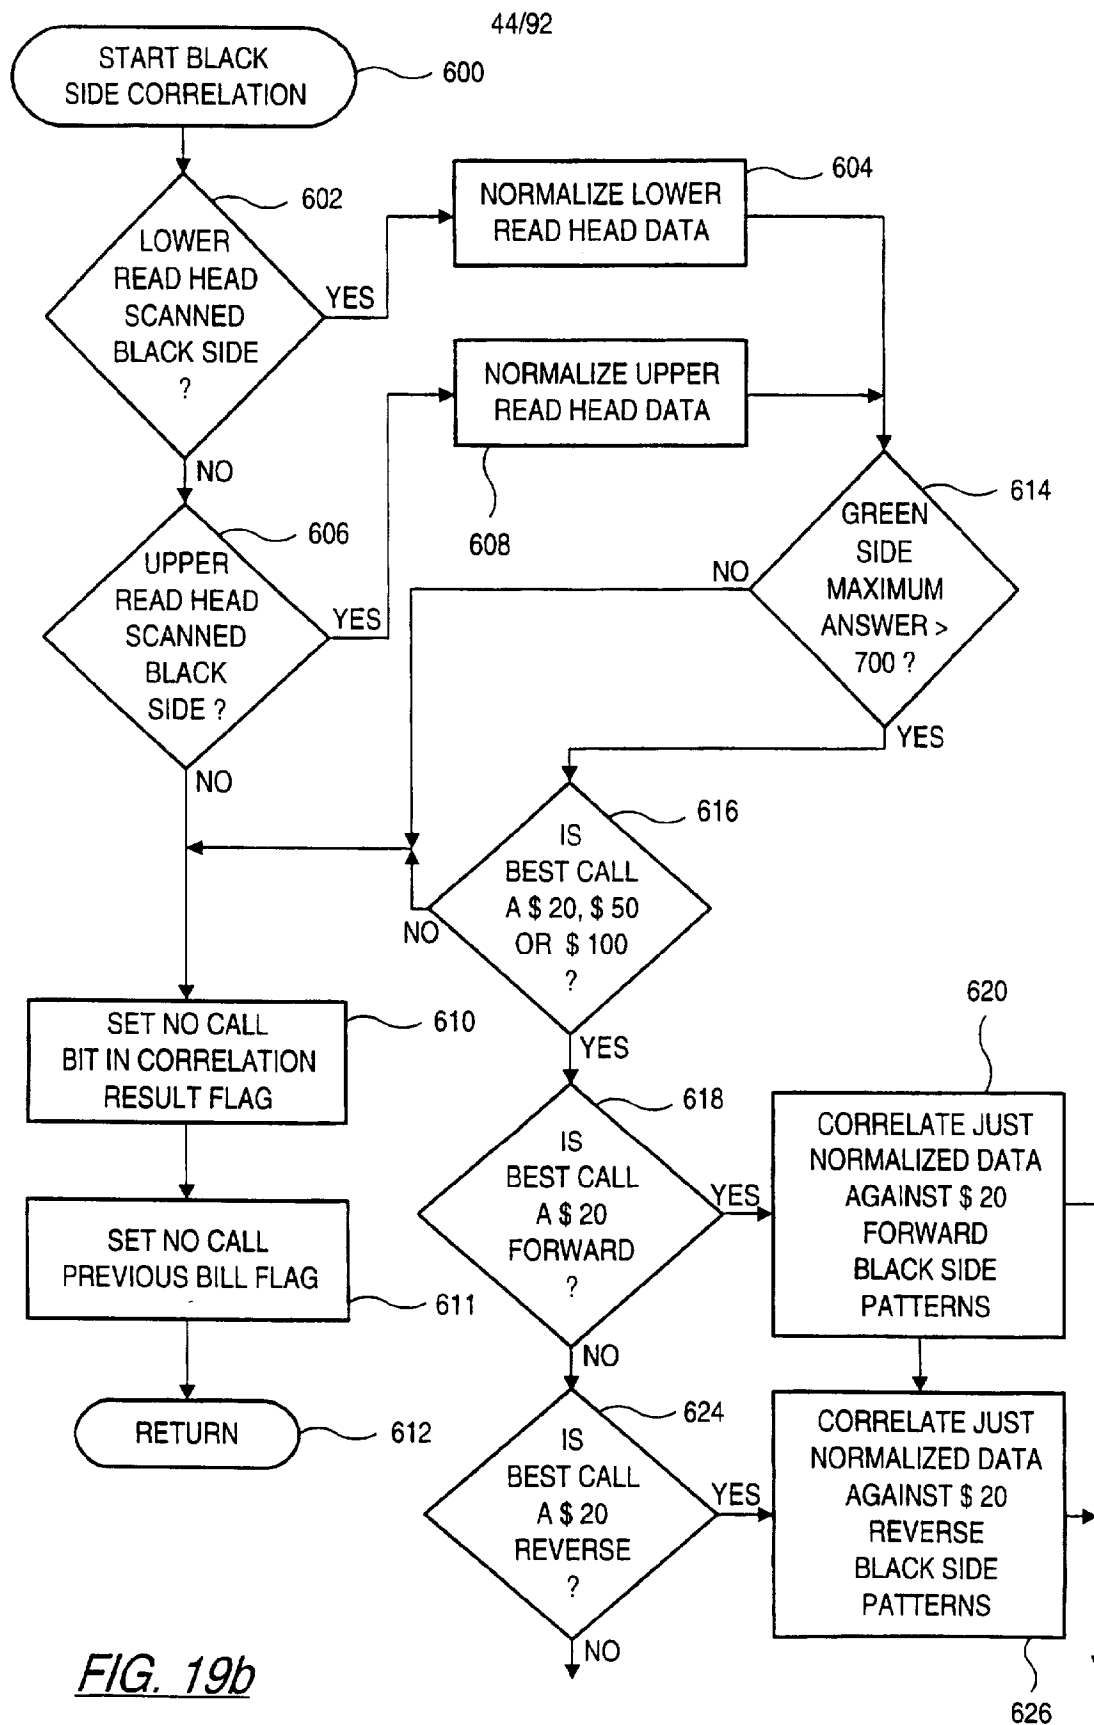 44/92
START BLACK
SIDE CORRELATION
600
602
LOWER
READ HEAD
SCANNED
BLACK SIDE
?
YES
NO
NORMALIZE LOWER
READ HEAD DATA
604
NORMALIZE UPPER
READ HEAD DATA
608
606
UPPER
READ HEAD
SCANNED
BLACK
SIDE ?
YES
NO
614
GREEN
SIDE
MAXIMUM
ANSWER >
700 ?
NO
YES
616
IS
BEST CALL
A $ 20, $ 50
OR $ 100
?
NO
YES
SET NO CALL
BIT IN CORRELATION
RESULT FLAG
610
SET NO CALL
PREVIOUS BILL FLAG
611
RETURN
612
618
IS
BEST CALL
A $ 20
FORWARD
?
YES
NO
620
CORRELATE JUST
NORMALIZED DATA
AGAINST $ 20
FORWARD
BLACK SIDE
PATTERNS
624
IS
BEST CALL
A $ 20
REVERSE
?
YES
NO
CORRELATE JUST
NORMALIZED DATA
AGAINST $ 20
REVERSE
BLACK SIDE
PATTERNS
626
FIG. 19b